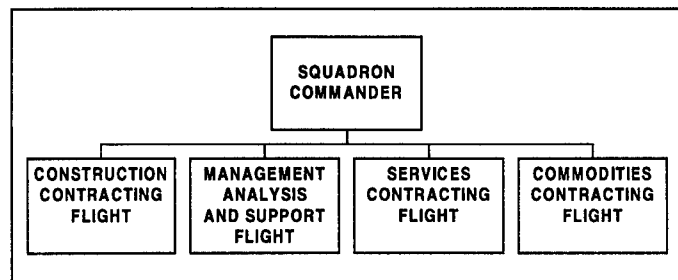 SQUADRON
COMMANDER
CONSTRUCTION
CONTRACTING
FLIGHT
MANAGEMENT
ANALYSIS
AND SUPPORT
FLIGHT
SERVICES
CONTRACTING
FLIGHT
COMMODITIES
CONTRACTING
FLIGHT